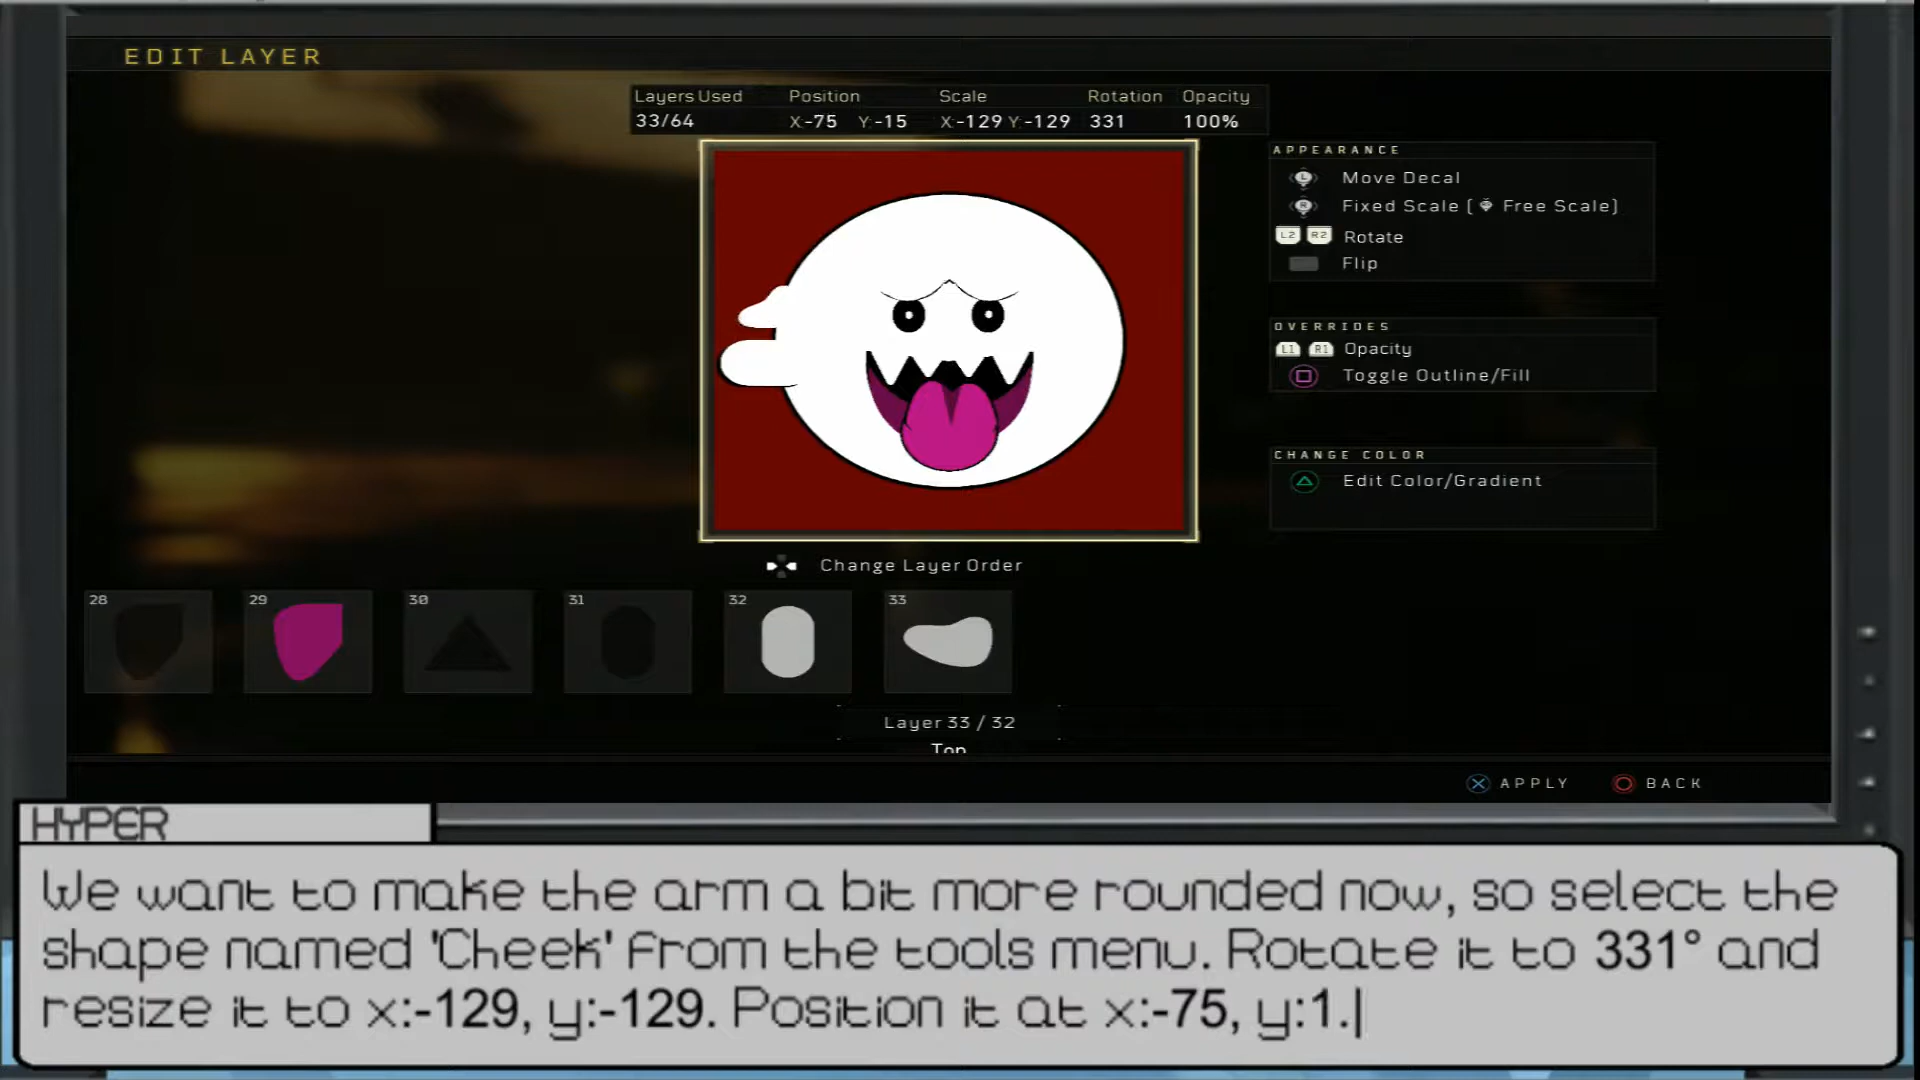 EDIT LAYER
Layers Used Position Scale Rotation Opacity
33/64 X:-75 Y:-15 X:-129 Y:-129 331 100%
APPEARANCE
L Move Decal
R Fixed Scale ( Free Scale)
L2 R2 Rotate
Flip
OVERRIDES
L1 R1 Opacity
Toggle Outline/Fill
CHANGE COLOR
Edit Color/Gradient
Change Layer Order
28 29 30 31 32 33
Layer 33 / 32
Top
APPLY BACK
HYPER
We want to make the arm a bit more rounded now, so select the
shape named 'Cheek' from the tools menu. Rotate it to 331° and
resize it to x:-129, y:-129. Position it at x:-75, y:1.|